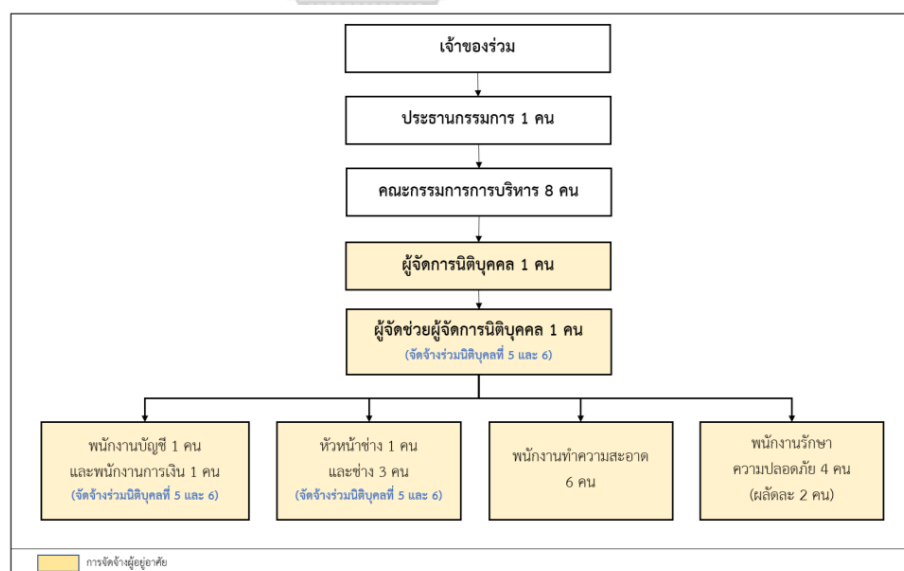 เจ้าของร่วม
ประธานกรรมการ 1 คน
คณะกรรมการการบริหาร 8 คน
ผู้จัดการนิติบุคคล 1 คน
ผู้จัดช่วยผู้จัดการนิติบุคคล 1 คน
(จัดจ้างร่วมนิติบุคลที่ 5 และ 6)
พนักงานบัญชี 1 คน
และพนักงานการเงิน 1 คน
(จัดจ้างร่วมนิติบุคลที่ 5 และ 6)
หัวหน้าช่าง 1 คน
และช่าง 3 คน
(จัดจ้างร่วมนิติบุคลที่ 5 และ 6)
พนักงานทำความสะอาด
6 คน
พนักงานรักษา
ความปลอดภัย 4 คน
(ผลัดละ 2 คน)
การจัดจ้างผู้อยู่อาศัย